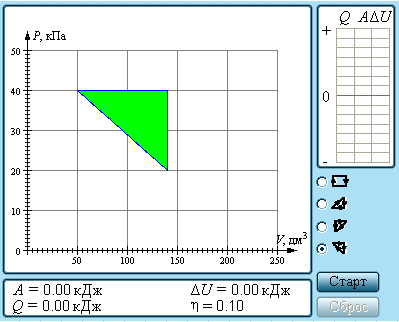 Q A ΔU
P, кПа
+
50
40
0
30
20
-
10
V, дм³
0
50 100 150 200 250
Старт
A = 0.00 кДж ΔU = 0.00 кДж
Q = 0.00 кДж η = 0.10
Сброс